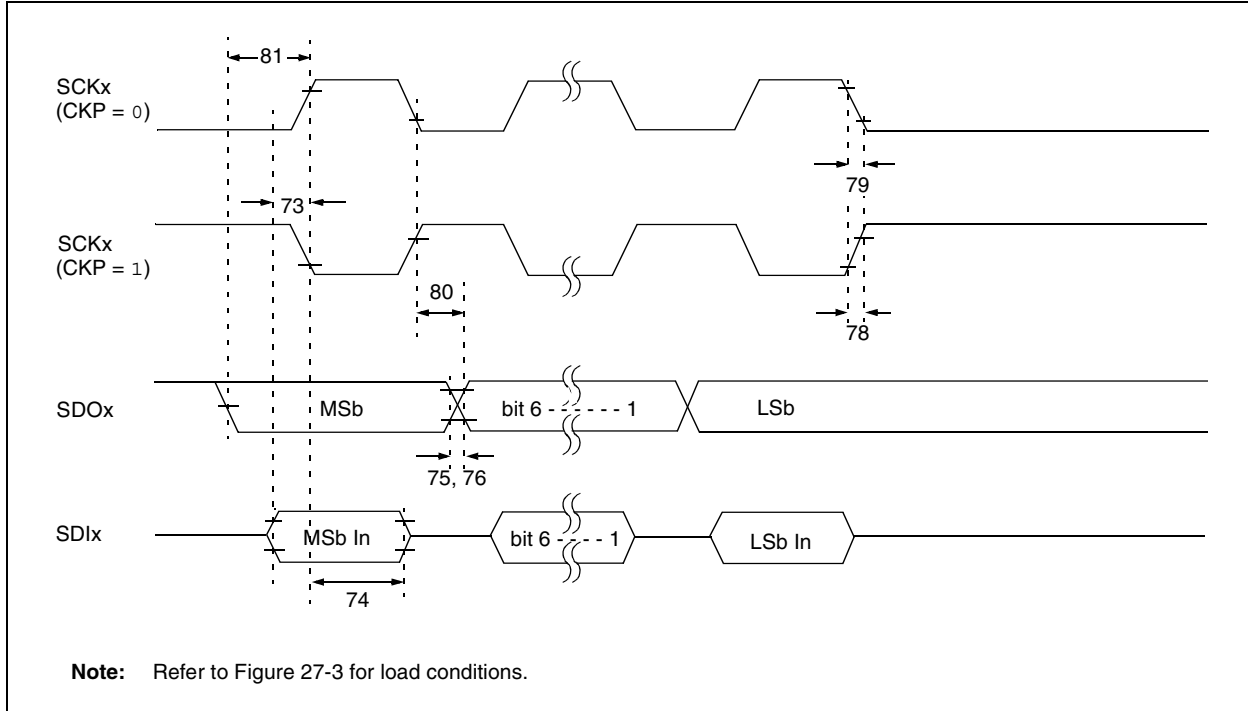 81
SCKx
(CKP = 0)
79
73
SCKx
(CKP = 1)
80
78
SDOx
MSb
bit 6 - - - - - - 1
LSb
75, 76
SDIx
MSb In
bit 6 - - - - 1
LSb In
74
Note: Refer to Figure 27-3 for load conditions.